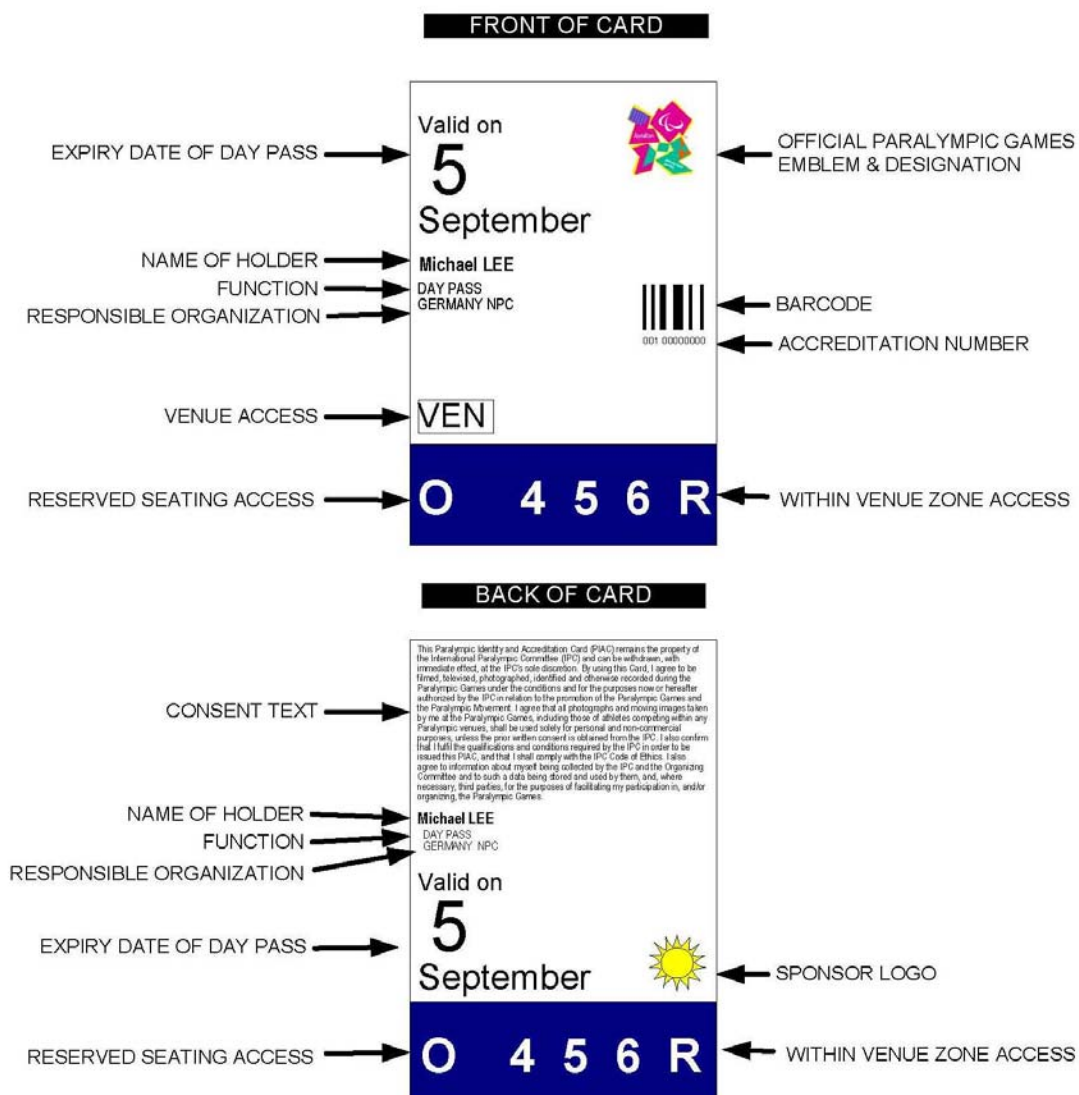 FRONT OF CARD
EXPIRY DATE OF DAY PASS
Valid on
5
September
OFFICIAL PARALYMPIC GAMES
EMBLEM & DESIGNATION
NAME OF HOLDER
Michael LEE
FUNCTION
DAY PASS
RESPONSIBLE ORGANIZATION
GERMANY NPC
BARCODE
001 00000000
ACCREDITATION NUMBER
VENUE ACCESS
VEN
RESERVED SEATING ACCESS
O 4 5 6 R
WITHIN VENUE ZONE ACCESS
BACK OF CARD
This Paralympic Identity and Accreditation Card (PIAC) remains the property of
the International Paralympic Committee (IPC) and can be withdrawn, with
immediate effect, at the IPC's sole discretion. By using this Card, I agree to be
filmed, televised, photographed, identified and otherwise recorded during the
Paralympic Games under the conditions and for the purposes now or hereafter
authorized by the IPC in relation to the promotion of the Paralympic Games and
the Paralympic Movement. I agree that all photographs and moving images taken
by me at the Paralympic Games, including those of athletes competing within any
Paralympic venues, shall be used solely for personal and non-commercial
purposes, unless the prior written consent is obtained from the IPC. I also confirm
that I fulfil the qualifications and conditions required by the IPC in order to be
issued this PIAC, and that I shall comply with the IPC Code of Ethics. I also
agree to information about myself being collected by the IPC and the Organizing
Committee and to such a data being stored and used by them, and, where
necessary, third parties, for the purposes of facilitating my participation in, and/or
organizing, the Paralympic Games.
CONSENT TEXT
NAME OF HOLDER
Michael LEE
FUNCTION
DAY PASS
RESPONSIBLE ORGANIZATION
GERMANY NPC
EXPIRY DATE OF DAY PASS
Valid on
5
September
SPONSOR LOGO
RESERVED SEATING ACCESS
O 4 5 6 R
WITHIN VENUE ZONE ACCESS